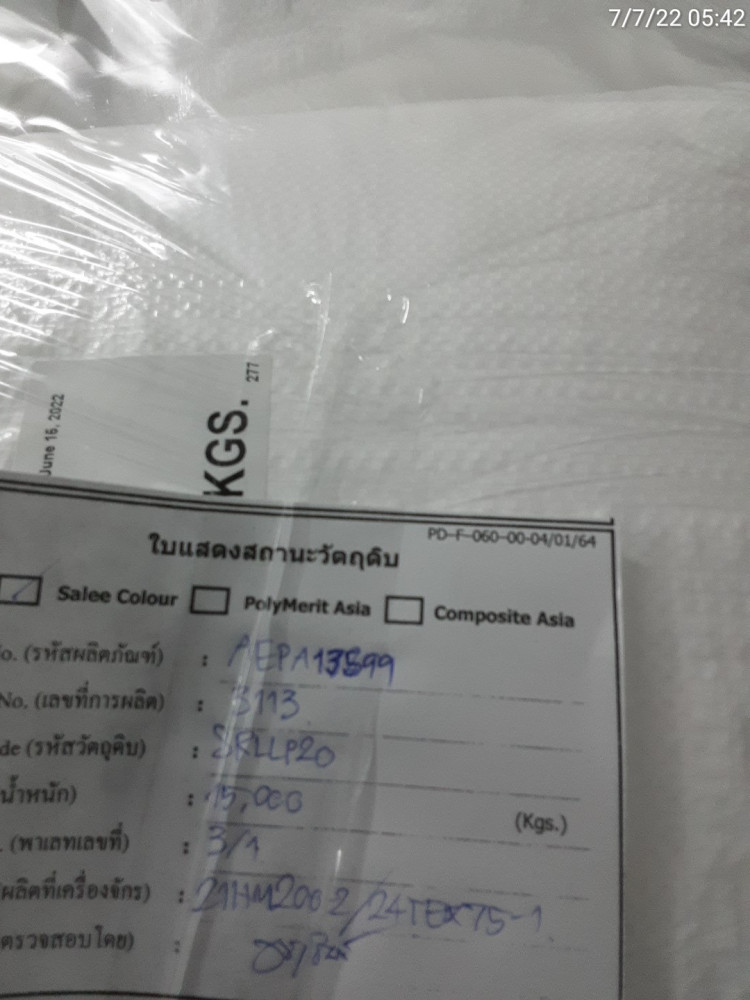 7/7/22 05:42
June 16, 2022
KGS. 277
PD-F-060-00-04/01/64
ใบแสดงสถานะวัตถุดิบ
Salee Colour PolyMerit Asia Composite Asia
o. (รหัสผลิตภัณฑ์) : AEPA13599
No. (เลขที่การผลิต) : 3113
de (รหัสวัตถุดิบ) : SRLLP20
น้ำหนัก) : 15,000 (Kgs.)
. (พาเลทเลขที่) : 3/1
ผลิตที่เครื่องจักร) : 21HM2002/24TEX75-1
ตรวจสอบโดย) :